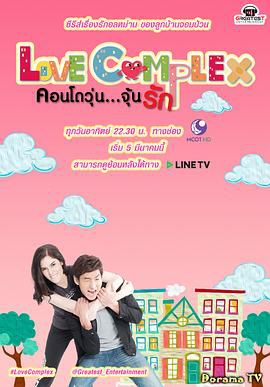 GREATEST
ENTERTAINMENT
ซีรีส์เรื่องรักอลหม่าน ของลูกบ้านจอมป่วน
LOVE COMPLEX
คอนโดวุ่น...จุ้นรัก
ทุกวันอาทิตย์ 22.30 น. ทางช่อง MCOT HD
เริ่ม 5 มีนาคมนี้
สามารถดูย้อนหลังได้ทาง LINE TV
#LoveComplex @Greatest_Entertainment
Dorama TV